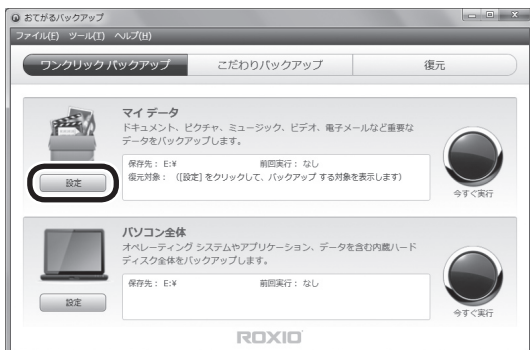 おてがるバックアップ
ファイル(F) ツール(T) ヘルプ(H)
ワンクリック バックアップ
こだわりバックアップ
復元
マイ データ
ドキュメント、ピクチャ、ミュージック、ビデオ、電子メールなど重要な
データをバックアップします。
保存先： E:¥ 前回実行： なし
復元対象： （[設定] をクリックして、バックアップ する対象を表示します）
設定
今すぐ実行
パソコン全体
オペレーティング システムやアプリケーション、データを含む内蔵ハード
ディスク全体をバックアップします。
保存先： E:¥ 前回実行： なし
設定
今すぐ実行
ROXIO